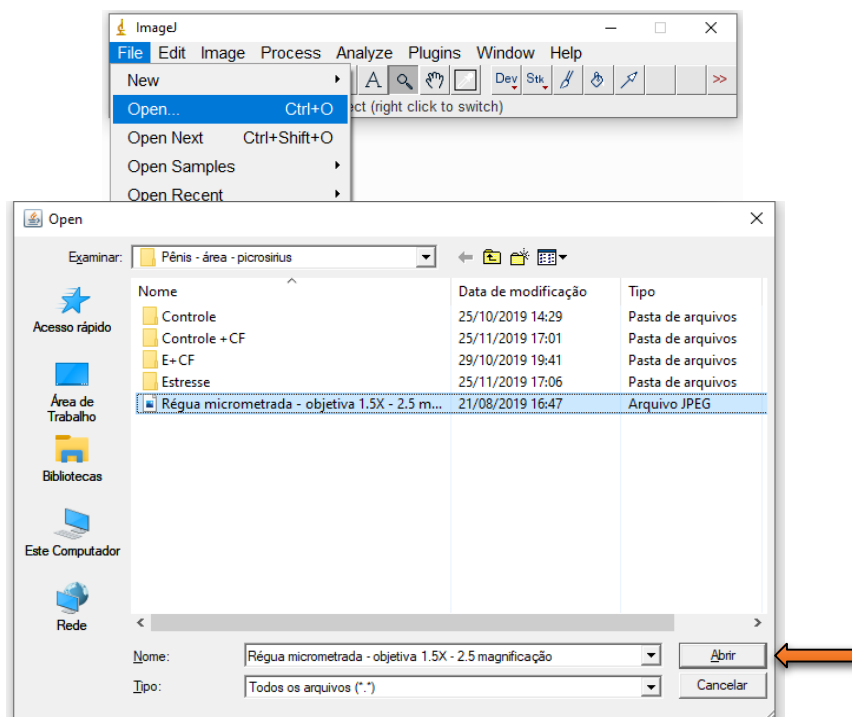 ImageJ
File Edit Image Process Analyze Plugins Window Help
New
A Dev Stk >>
Open... Ctrl+O
ect (right click to switch)
Open Next Ctrl+Shift+O
Open Samples
Open Recent
Open
Examinar: Pênis - área - picrosirius
Nome Data de modificação Tipo
Controle 25/10/2019 14:29 Pasta de arquivos
Controle +CF 25/11/2019 17:01 Pasta de arquivos
E+CF 29/10/2019 19:41 Pasta de arquivos
Estresse 25/11/2019 17:06 Pasta de arquivos
Régua micrometrada - objetiva 1.5X - 2.5 m... 21/08/2019 16:47 Arquivo JPEG
Acesso rápido
Área de
Trabalho
Bibliotecas
Este Computador
Rede
Nome: Régua micrometrada - objetiva 1.5X - 2.5 magnificação Abrir
Tipo: Todos os arquivos (*.*) Cancelar